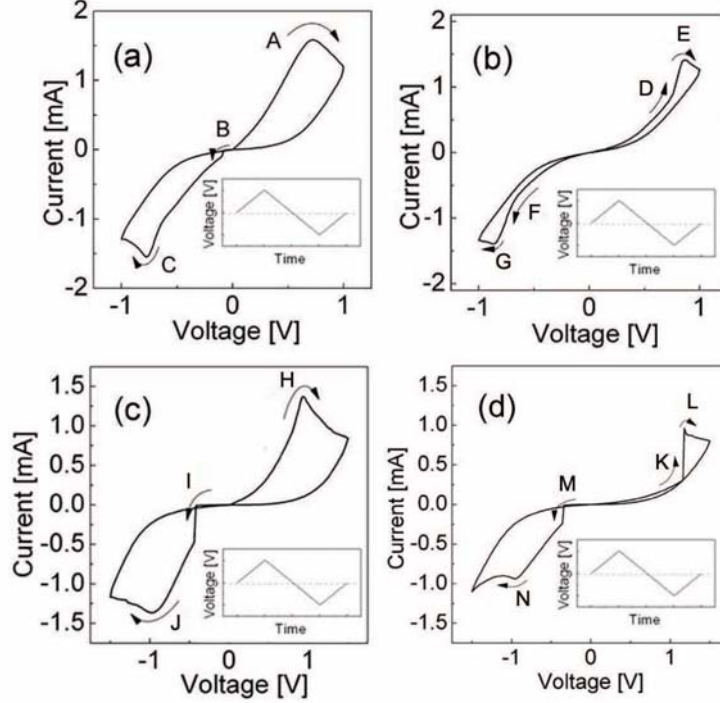 (a)
2
1
0
-1
-2
-1
0
1
Current [mA]
Voltage [V]
A
B
C
Voltage [V]
Time
(b)
2
1
0
-1
-2
-1
0
1
Current [mA]
Voltage [V]
D
E
F
G
Voltage [V]
Time
(c)
1.5
1.0
0.5
0.0
-0.5
-1.0
-1.5
-1
0
1
Current [mA]
Voltage [V]
H
I
J
Voltage [V]
Time
(d)
1.5
1.0
0.5
0.0
-0.5
-1.0
-1.5
-1
0
1
Current [mA]
Voltage [V]
K
L
M
N
Voltage [V]
Time